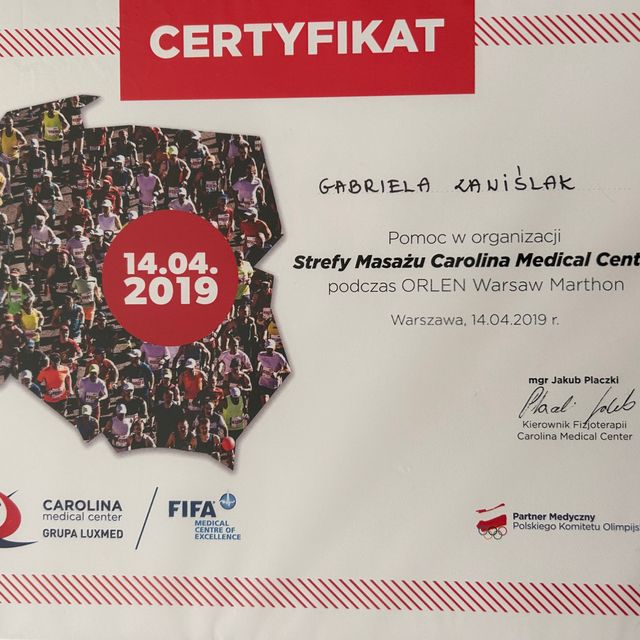 CERTYFIKAT
GABRIELA
Pomoc w organizacji
Strefy Masażu Carolina Medical Cent
podczas ORLEN Warsaw Marthon
Warszawa, 14.04.2019 r.
14.04.
2019
mgr Jakub Placzki
Kierownik Fizjoterapii
Carolina Medical Center
CAROLINA
medical center
GRUPA LUXMED
FIFA
MEDICAL
CENTRE OF
EXCELLENCE
Partner Medyczny
Polskiego Komitetu Olimpijs